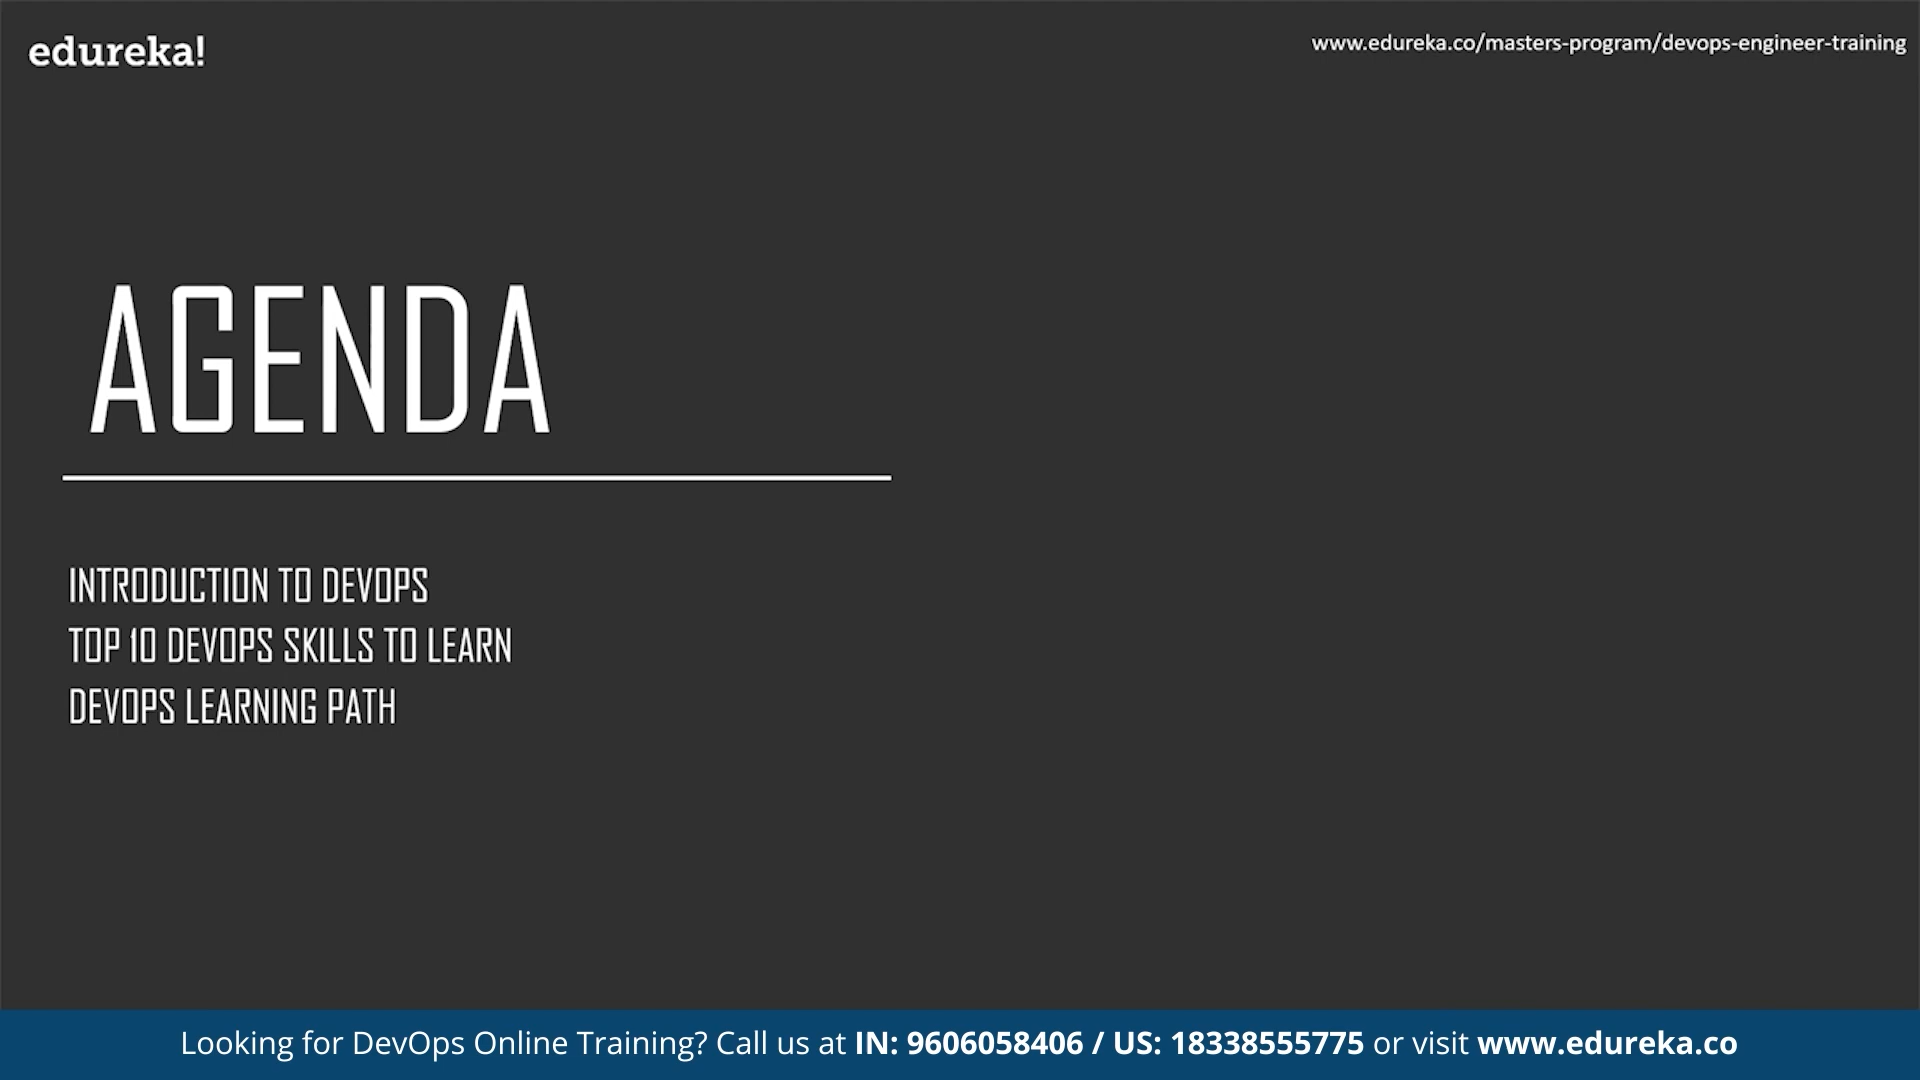 edureka!
www.edureka.co/masters-program/devops-engineer-training
AGENDA
INTRODUCTION TO DEVOPS
TOP 10 DEVOPS SKILLS TO LEARN
DEVOPS LEARNING PATH
Looking for DevOps Online Training? Call us at IN: 9606058406 / US: 18338555775 or visit www.edureka.co